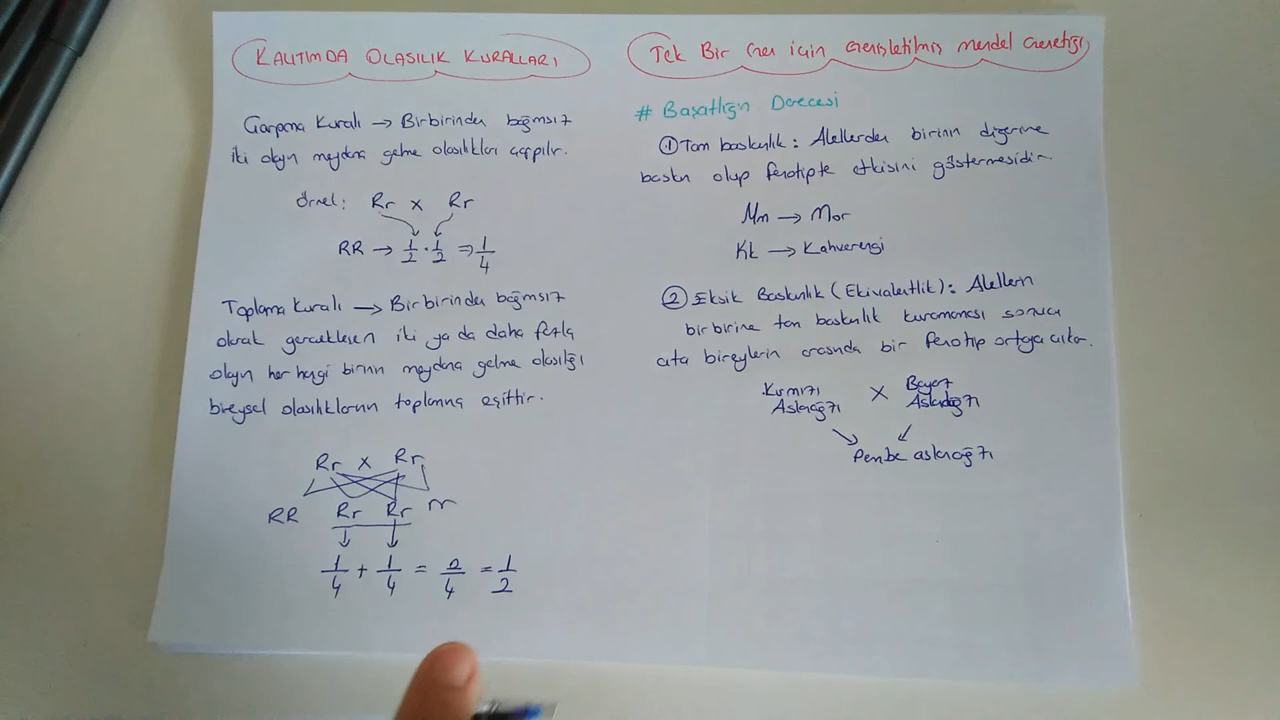 KALITIMDA OLASILIK KURALLARI
Çarpma Kuralı → Birbirinden bağımsız
iki olayın meydana gelme olasılıkları çarpılır.
Örnel: Rr x Rr
RR → 1/2 · 1/2 ⇒ 1/4
Toplama Kuralı → Birbirinden bağımsız
olarak gerçekleşen iki ya da daha fazla
olayın her hangi birinin meydana gelme olasılığı
bireysel olasılıklarının toplamına eşittir.
Rr x Rr
RR Rr Rr rr
1/4 + 1/4 = 2/4 = 1/2
Tek Bir Gen için Genişletilmiş mendel Genetiği
# Başatlığın Derecesi
① Tam baskınlık: Alellerden birinin diğerine
baskın olup fenotipte etkisini göstermesidir.
Mm → Mor
Kk → Kahverengi
② Eksik Baskınlık (Ekivalentlik): Alellerin
birbirine tam baskınlık kuramaması sonucu
ata bireylerin arasında bir fenotip ortaya çıkar.
Kırmızı Aslanağzı X Beyaz Aslanağzı
Pembe aslanağzı